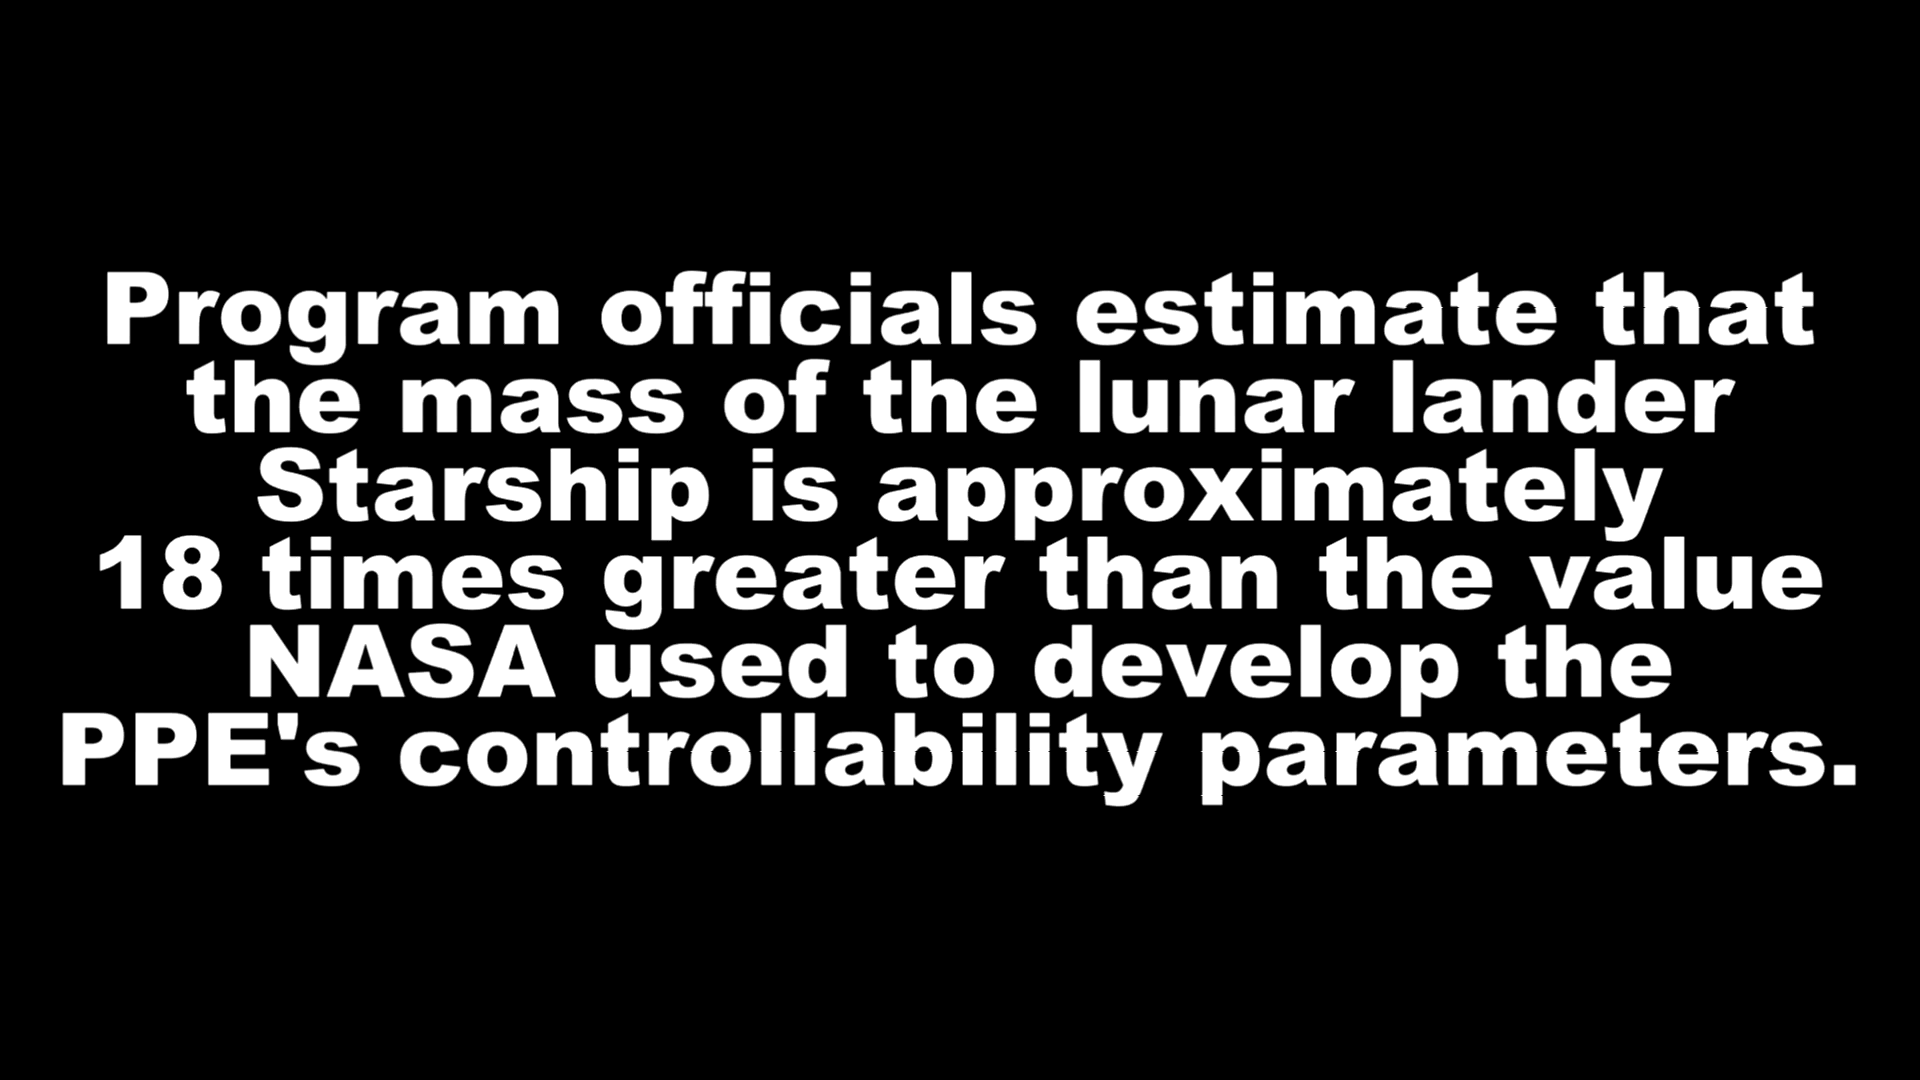 Program officials estimate that
the mass of the lunar lander
Starship is approximately
18 times greater than the value
NASA used to develop the
PPE's controllability parameters.